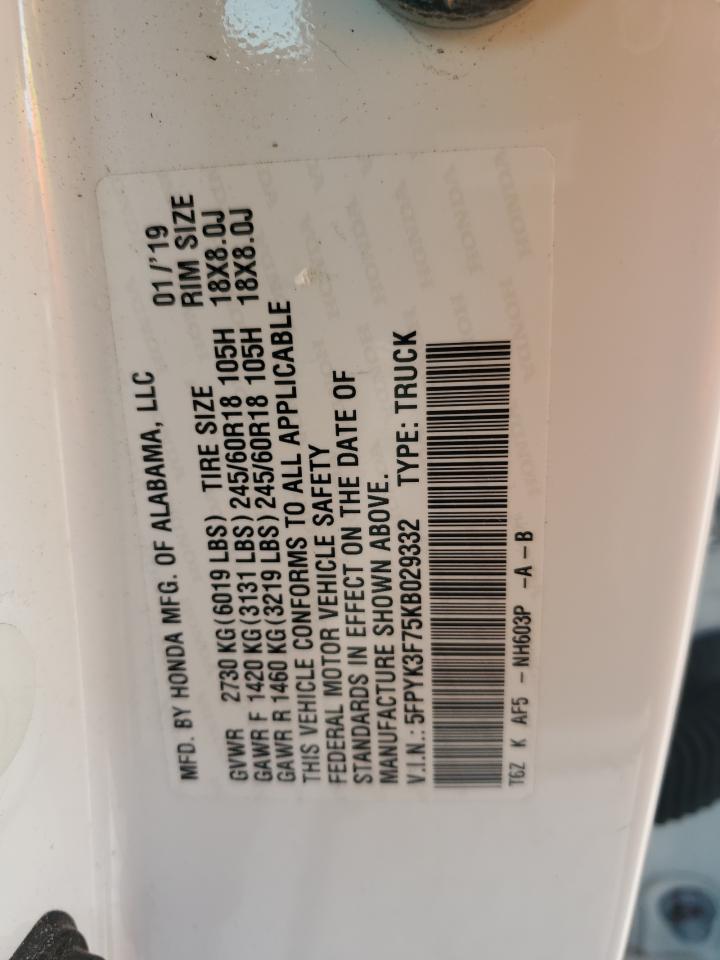 MFD. BY HONDA MFG. OF ALABAMA, LLC 01/'19
GVWR 2730 KG(6019 LBS) TIRE SIZE RIM SIZE
GAWR F 1420 KG(3131 LBS)245/60R18 105H 18X8.0J
GAWR R 1460 KG(3219 LBS)245/60R18 105H 18X8.0J
THIS VEHICLE CONFORMS TO ALL APPLICABLE
FEDERAL MOTOR VEHICLE SAFETY
STANDARDS IN EFFECT ON THE DATE OF
MANUFACTURE SHOWN ABOVE.
V.I.N.:5FPYK3F75KB029332 TYPE:TRUCK
T6Z K AF5 -NH603P -A-B